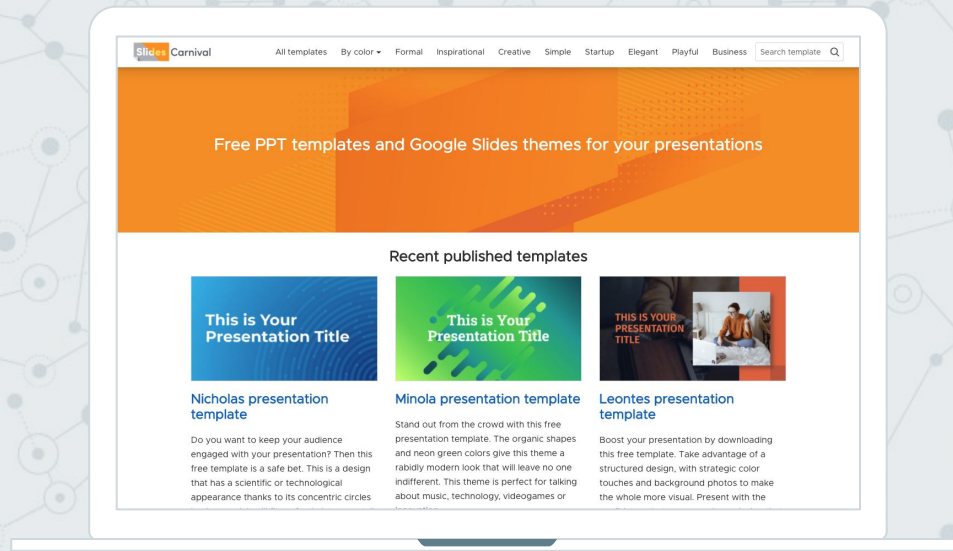 Slides Carnival
All templates By color Formal Inspirational Creative Simple Startup Elegant Playful Business Search template
Free PPT templates and Google Slides themes for your presentations
Recent published templates
This is Your
Presentation Title
This is Your
Presentation Title
THIS IS YOUR
PRESENTATION
TITLE
Nicholas presentation
template
Do you want to keep your audience
engaged with your presentation? Then this
free template is a safe bet. This is a design
that has a scientific or technological
appearance thanks to its concentric circles
Minola presentation template
Stand out from the crowd with this free
presentation template. The organic shapes
and neon green colors give this theme a
rabidly modern look that will leave no one
indifferent. This theme is perfect for talking
about music, technology, videogames or
Leontes presentation
template
Boost your presentation by downloading
this free template. Take advantage of a
structured design, with strategic color
touches and background photos to make
the whole more visual. Present with the